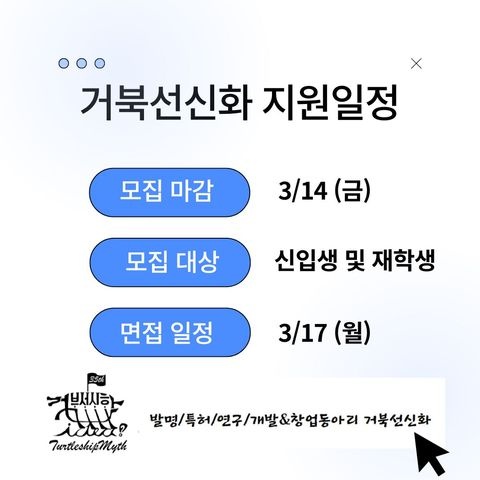 거북선신화 지원일정
모집 마감 3/14 (금)
모집 대상 신입생 및 재학생
면접 일정 3/17 (월)
35th
거북선신화
idea!
TurtleshipMyth
발명/특허/연구/개발&창업동아리 거북선신화